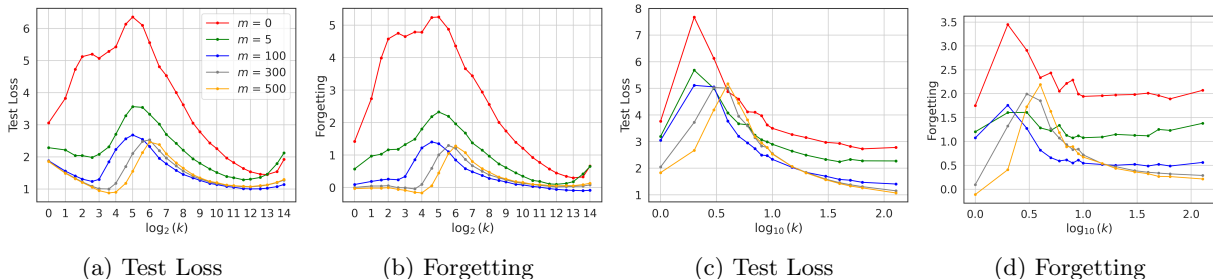 Test Loss
6
5
4
3
2
1
0 1 2 3 4 5 6 7 8 9 10 11 12 13 14
log₂(k)
m = 0
m = 5
m = 100
m = 300
m = 500
(a) Test Loss
Forgetting
5
4
3
2
1
0
0 1 2 3 4 5 6 7 8 9 10 11 12 13 14
log₂(k)
(b) Forgetting
Test Loss
8
7
6
5
4
3
2
1
0.0 0.5 1.0 1.5 2.0
log₁₀(k)
(c) Test Loss
Forgetting
3.5
3.0
2.5
2.0
1.5
1.0
0.5
0.0
0.0 0.5 1.0 1.5 2.0
log₁₀(k)
(d) Forgetting